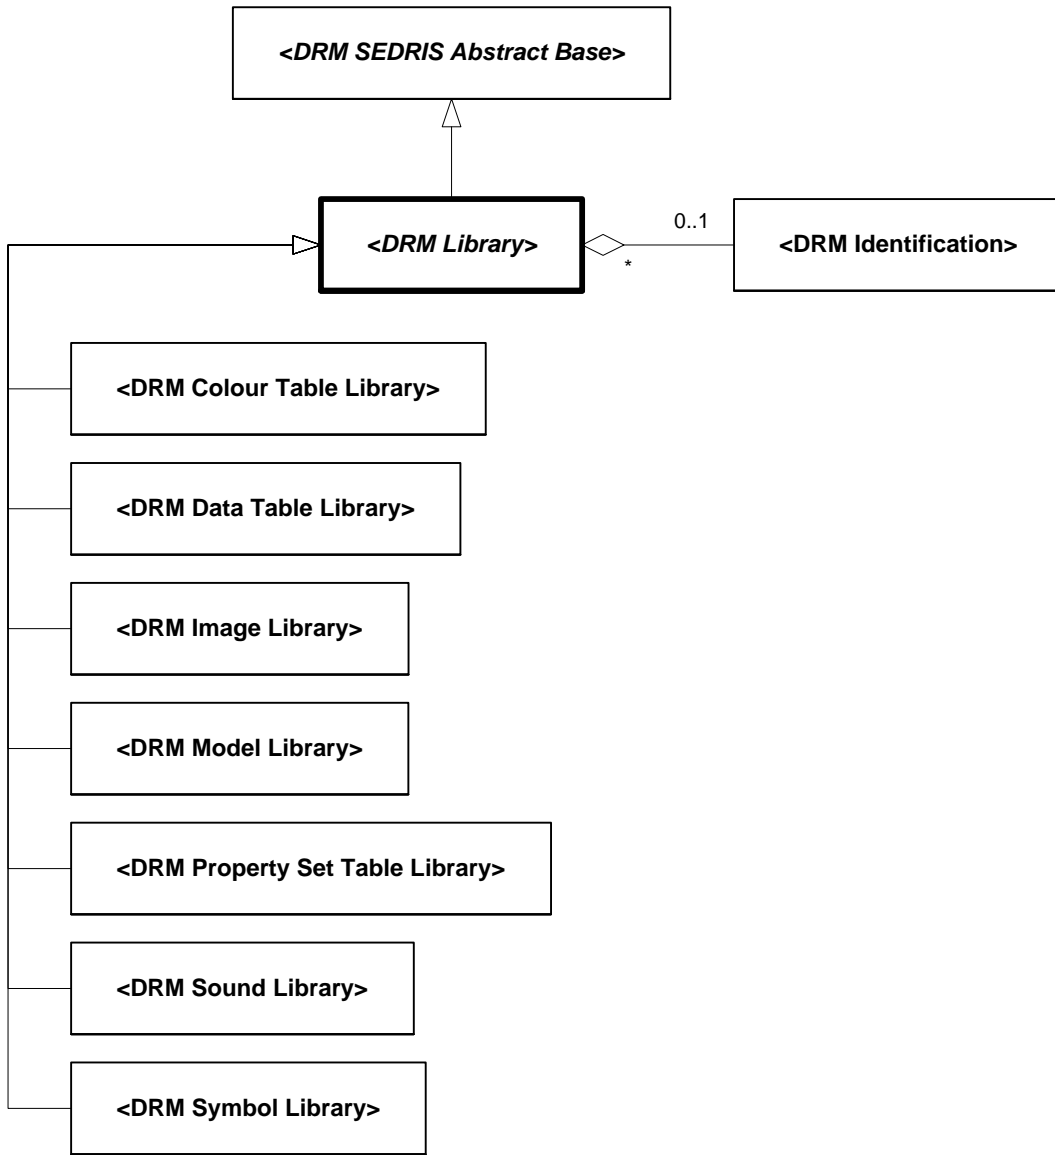 <DRM SEDRIS Abstract Base>
<DRM Library>
0..1
*
<DRM Identification>
<DRM Colour Table Library>
<DRM Data Table Library>
<DRM Image Library>
<DRM Model Library>
<DRM Property Set Table Library>
<DRM Sound Library>
<DRM Symbol Library>